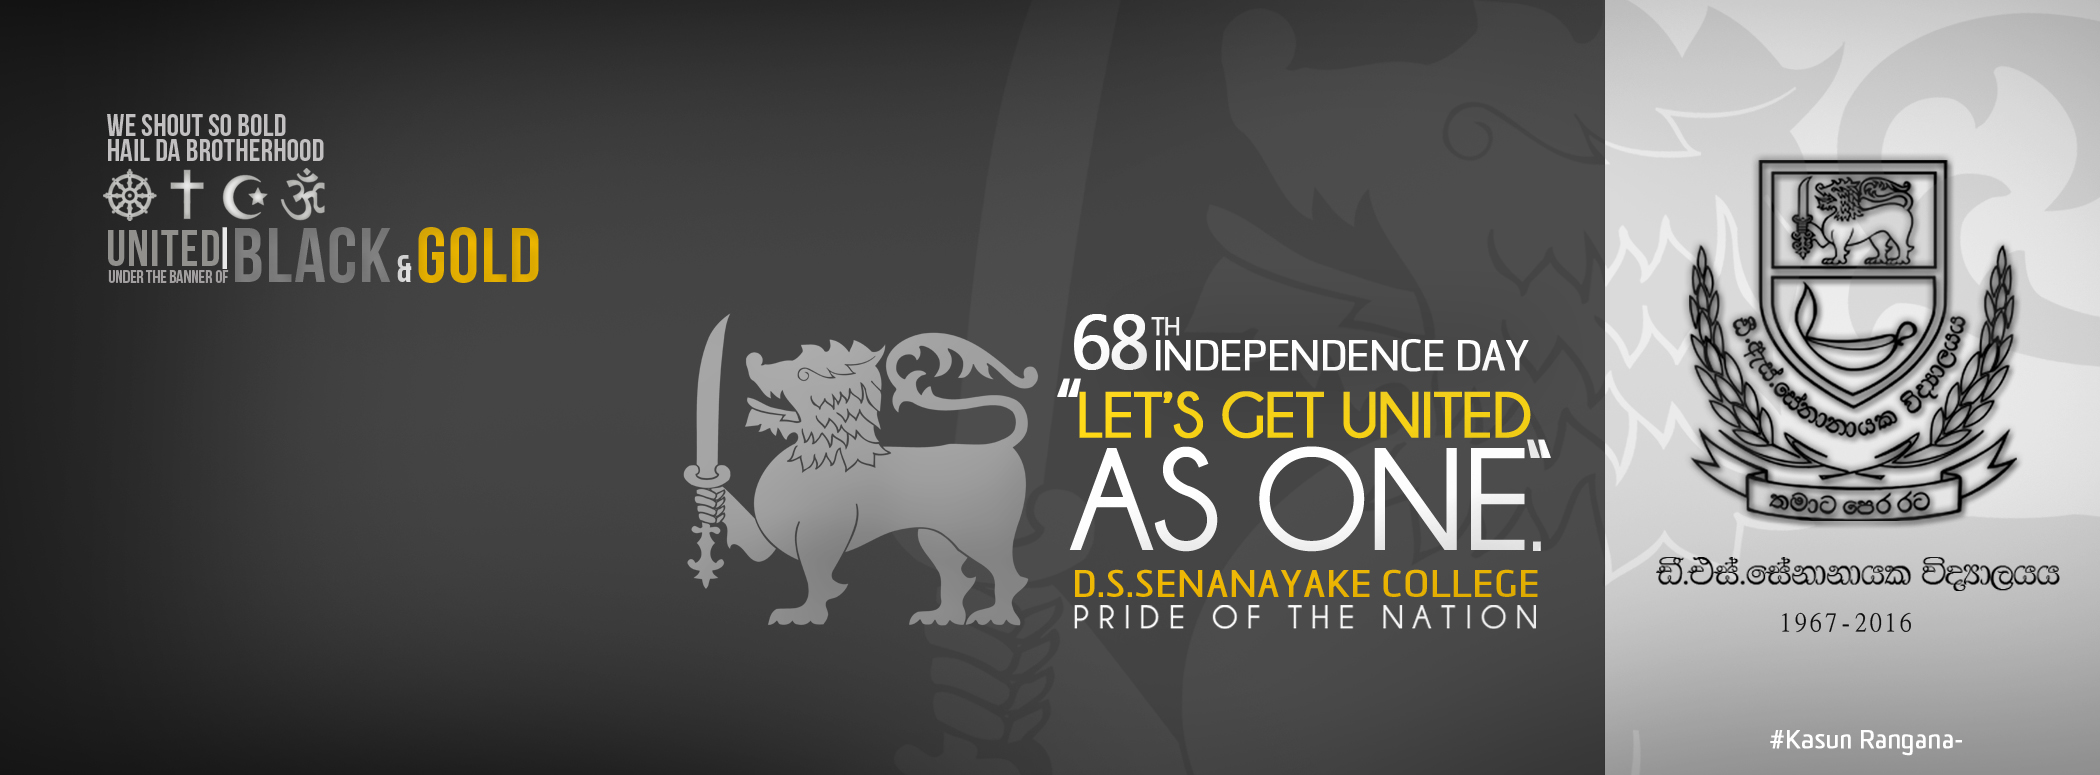 WE SHOUT SO BOLD
HAIL DA BROTHERHOOD
UNITED|BLACK & GOLD
UNDER THE BANNER OF
68TH INDEPENDENCE DAY
"LET'S GET UNITED
AS ONE."
D.S.SENANAYAKE COLLEGE
PRIDE OF THE NATION
ඩී.එස්.සේනානායක විද්‍යාලයය
කමාට පෙර රට
ඩී.එස්.සේනානායක විද්‍යාලයය
1967-2016
#Kasun Rangana-